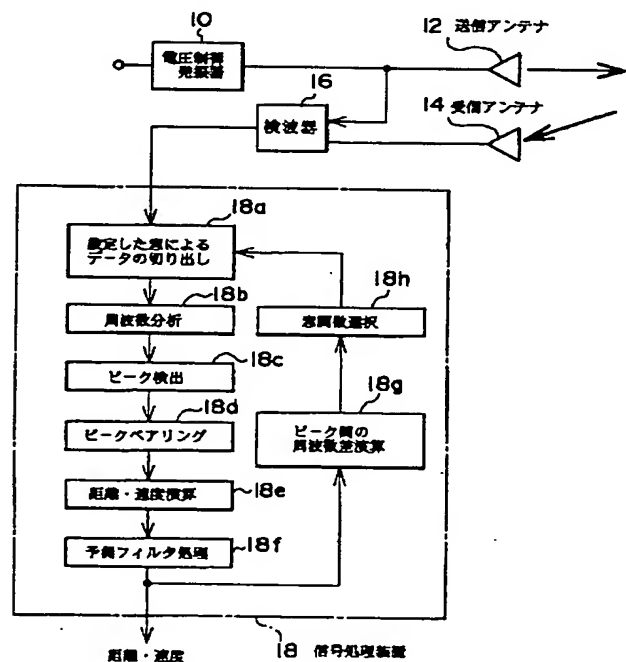 10
電圧制御
発振器
12 送信アンテナ
16
検波器
14 受信アンテナ
18a
設定した窓による
データの切り出し
18b
周波数分析
18h
窓関数選択
18c
ピーク検出
18d
ピークペアリング
18g
ピーク間の
周波数差演算
距離・速度演算
18e
予測フィルタ処理
18f
18 信号処理装置
距離・速度